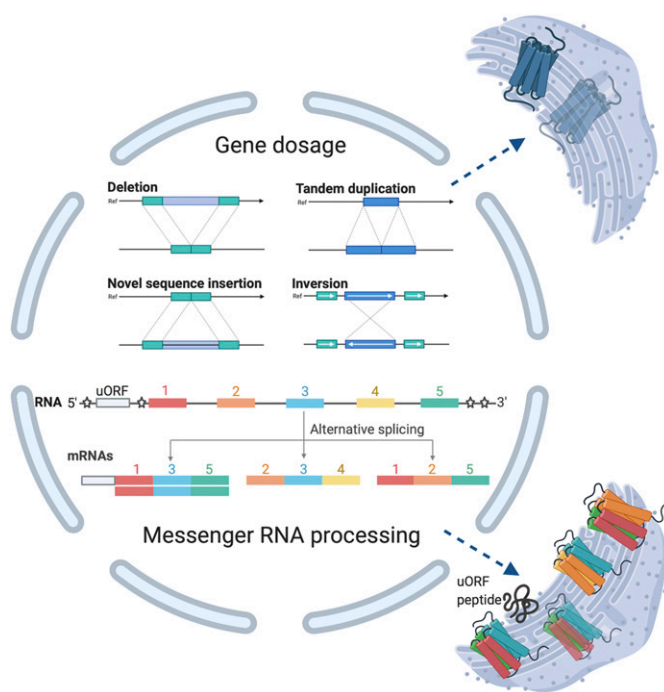 Gene dosage
Deletion
Ref
Tandem duplication
Ref
Novel sequence insertion
Ref
Inversion
Ref
RNA 5' uORF 1 2 3 4 5 3'
Alternative splicing
mRNAs
1 3 5
2 3 4
1 2 5
Messenger RNA processing
uORF
peptide